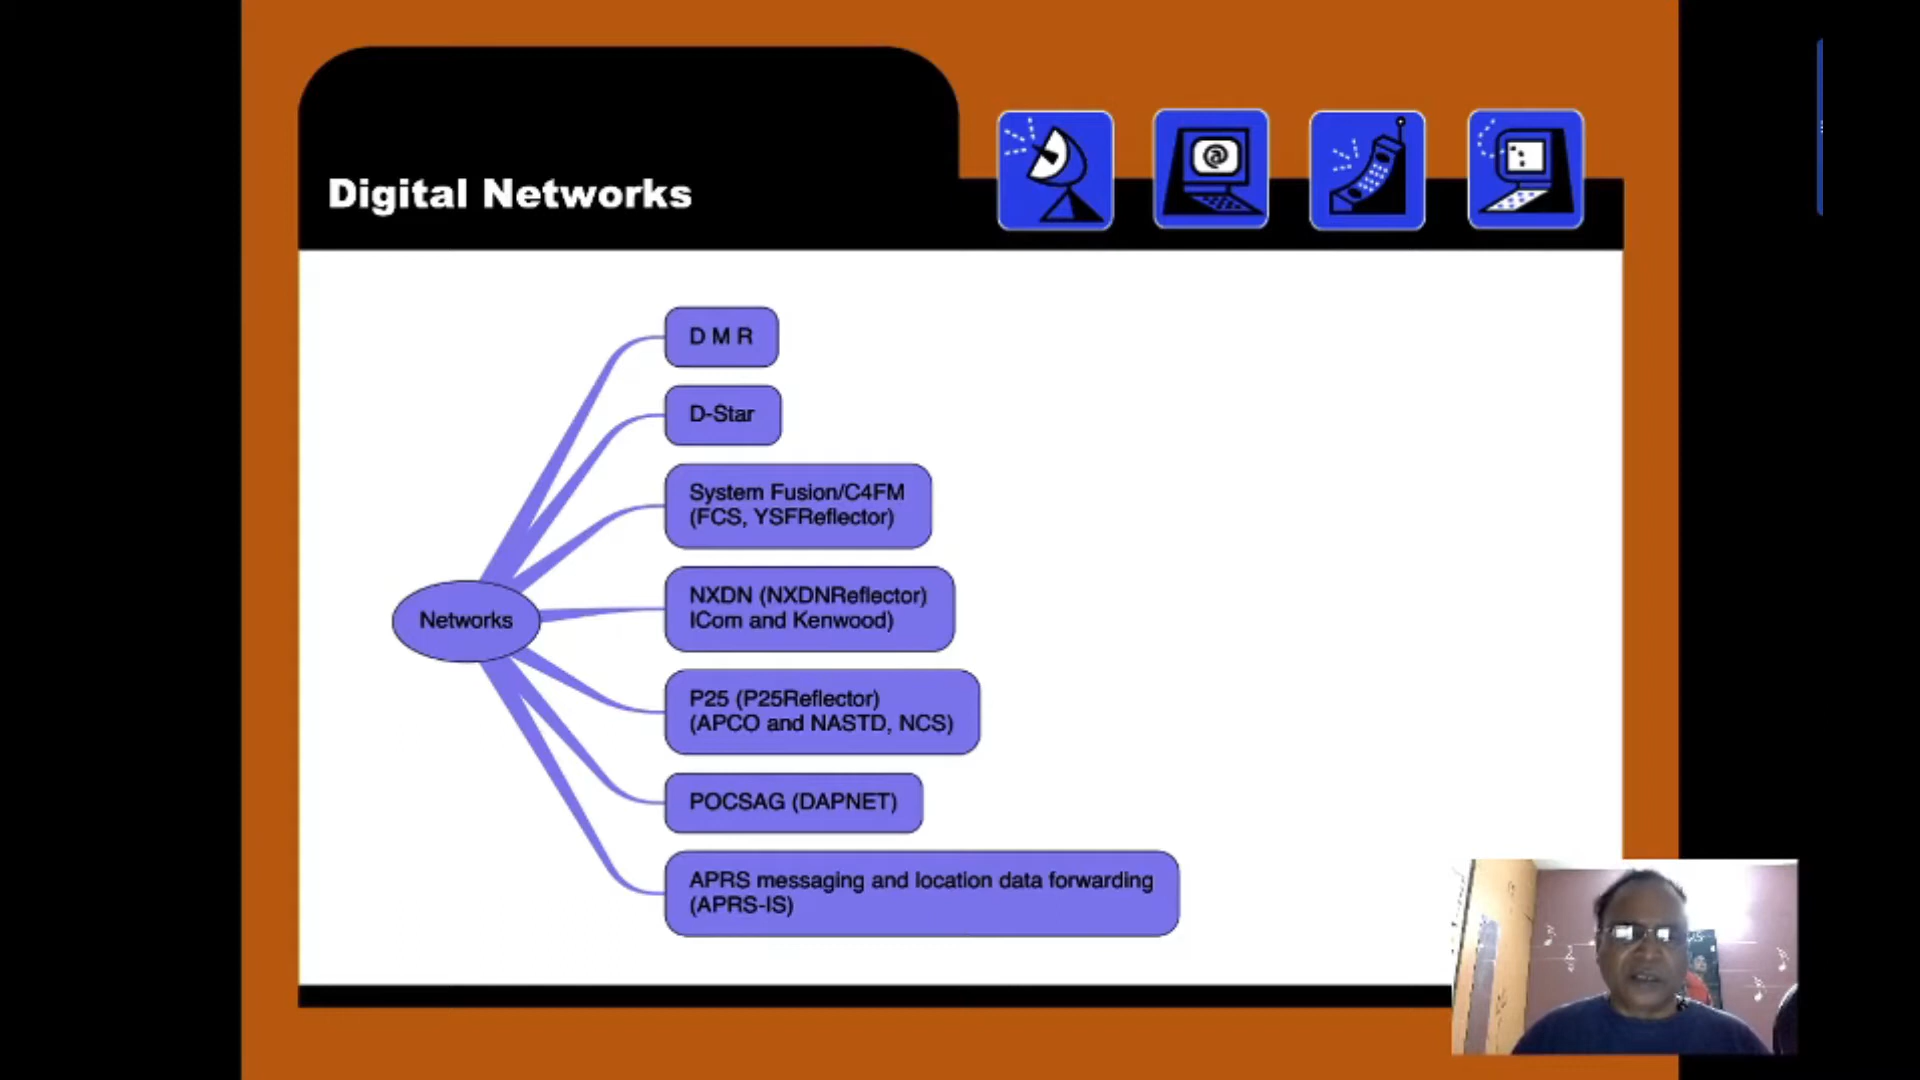 Digital Networks
@
D M R
D-Star
System Fusion/C4FM
(FCS, YSFReflector)
Networks
NXDN (NXDNReflector)
ICom and Kenwood)
P25 (P25Reflector)
(APCO and NASTD, NCS)
POCSAG (DAPNET)
APRS messaging and location data forwarding
(APRS-IS)